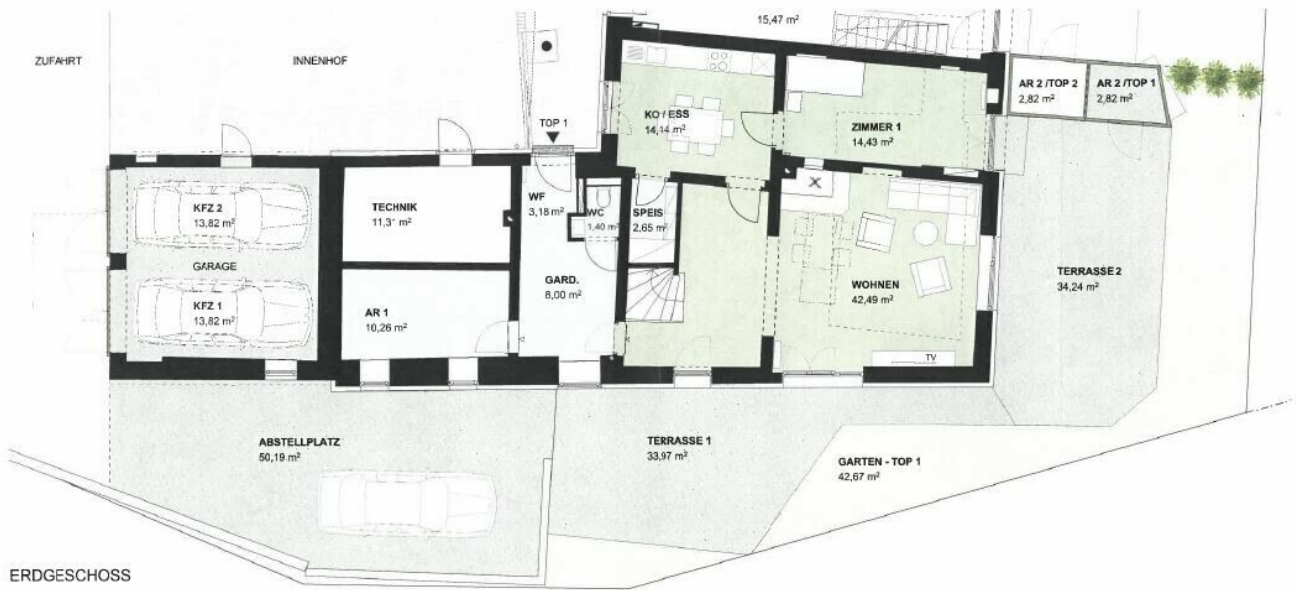 15,47 m²
ZUFAHRT
INNENHOF
TOP 1
KO / ESS
14,14 m²
ZIMMER 1
14,43 m²
AR 2 /TOP 2
2,82 m²
AR 2 /TOP 1
2,82 m²
KFZ 2
13,82 m²
GARAGE
KFZ 1
13,82 m²
TECHNIK
11,31 m²
AR 1
10,26 m²
WF
3,18 m²
WC
1,40 m²
SPEIS
2,65 m²
GARD.
8,00 m²
WOHNEN
42,49 m²
TV
TERRASSE 2
34,24 m²
ABSTELLPLATZ
50,19 m²
TERRASSE 1
33,97 m²
GARTEN - TOP 1
42,67 m²
ERDGESCHOSS